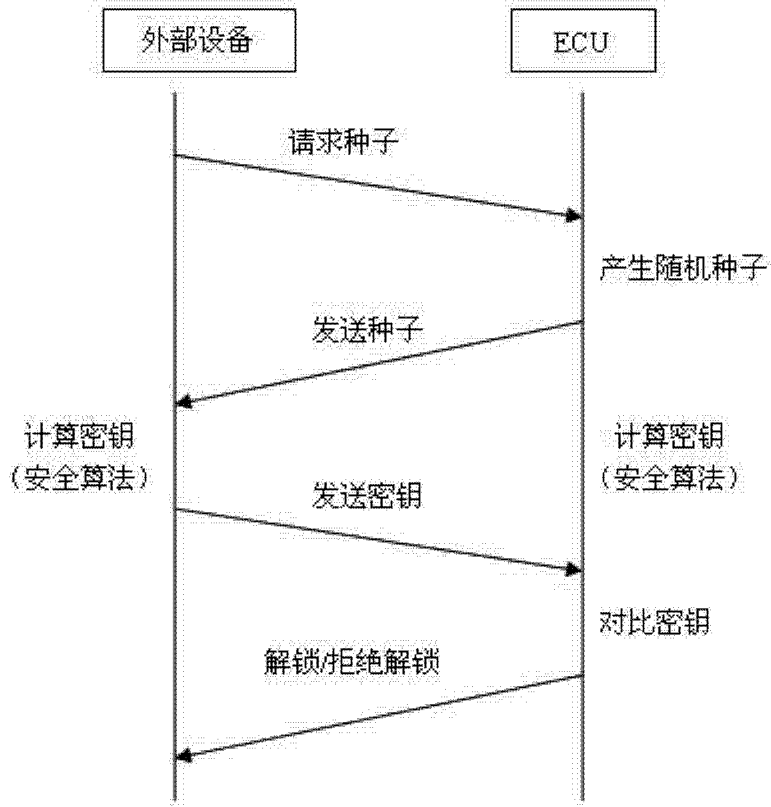 外部设备
ECU
请求种子
产生随机种子
发送种子
计算密钥
(安全算法)
计算密钥
(安全算法)
发送密钥
对比密钥
解锁/拒绝解锁